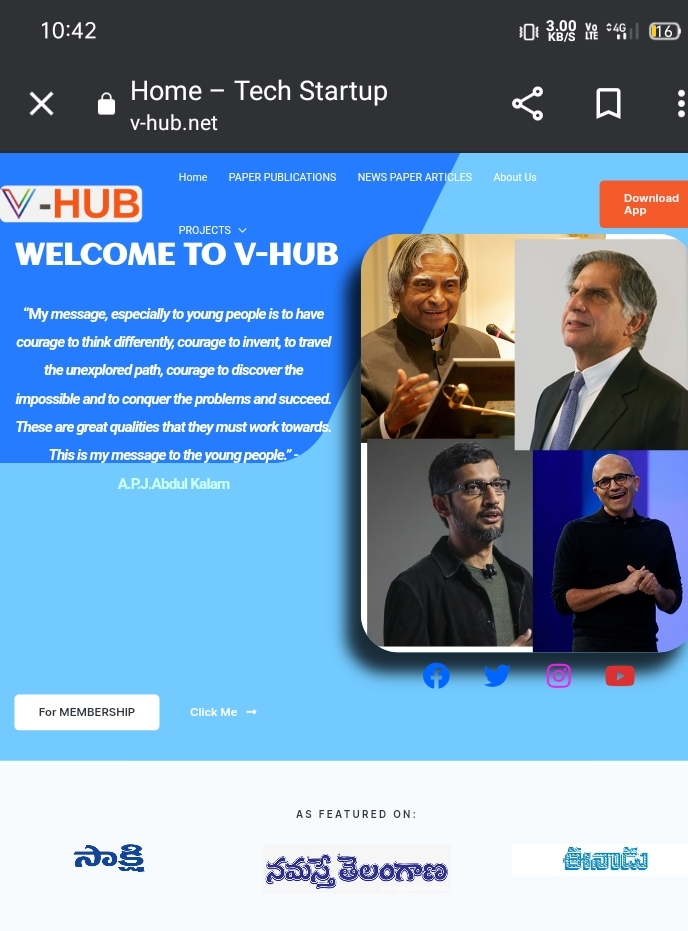 10:42
3.00 KB/S
Vo LTE
4G
16
Home – Tech Startup
v-hub.net
Home PAPER PUBLICATIONS NEWS PAPER ARTICLES About Us
V-HUB
Download
App
PROJECTS
WELCOME TO V-HUB
“My message, especially to young people is to have
courage to think differently, courage to invent, to travel
the unexplored path, courage to discover the
impossible and to conquer the problems and succeed.
These are great qualities that they must work towards.
This is my message to the young people.” -
A.P.J.Abdul Kalam
For MEMBERSHIP Click Me →
AS FEATURED ON:
సాక్షి నమస్తే తెలంగాణ ఈనాడు